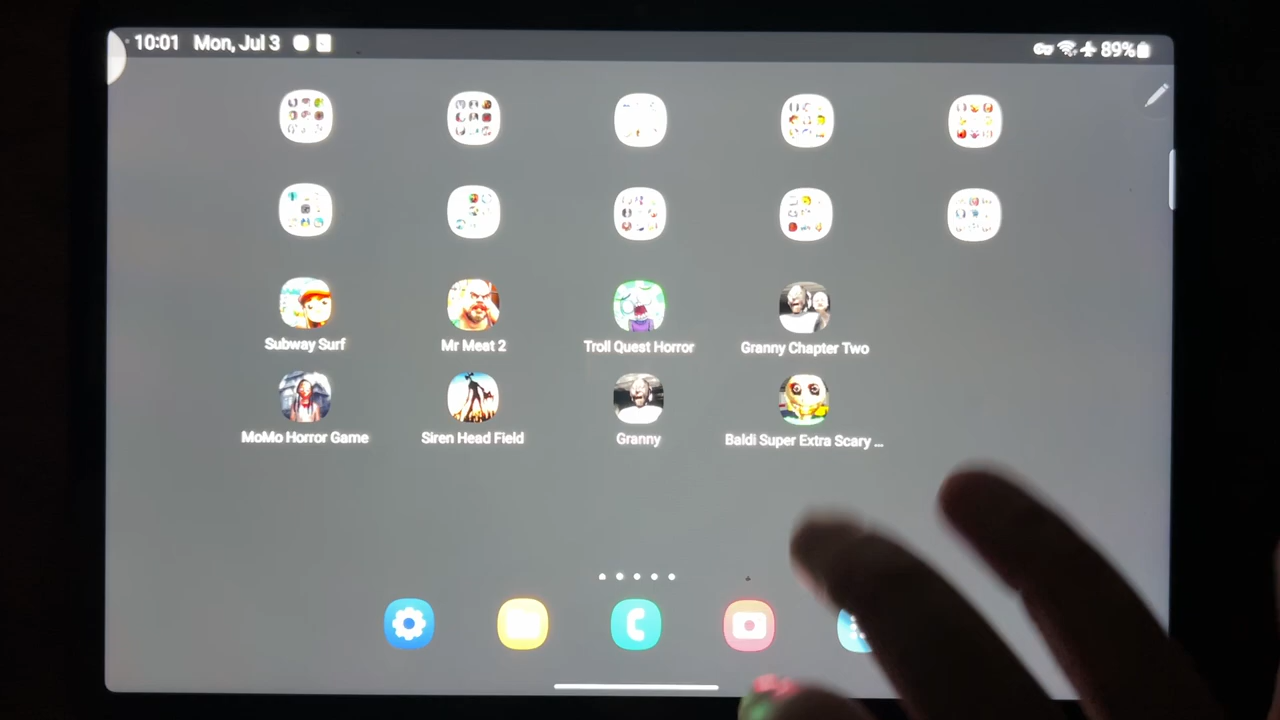 10:01 Mon, Jul 3
89%
Subway Surf
Mr Meat 2
Troll Quest Horror
Granny Chapter Two
MoMo Horror Game
Siren Head Field
Granny
Baldi Super Extra Scary ...